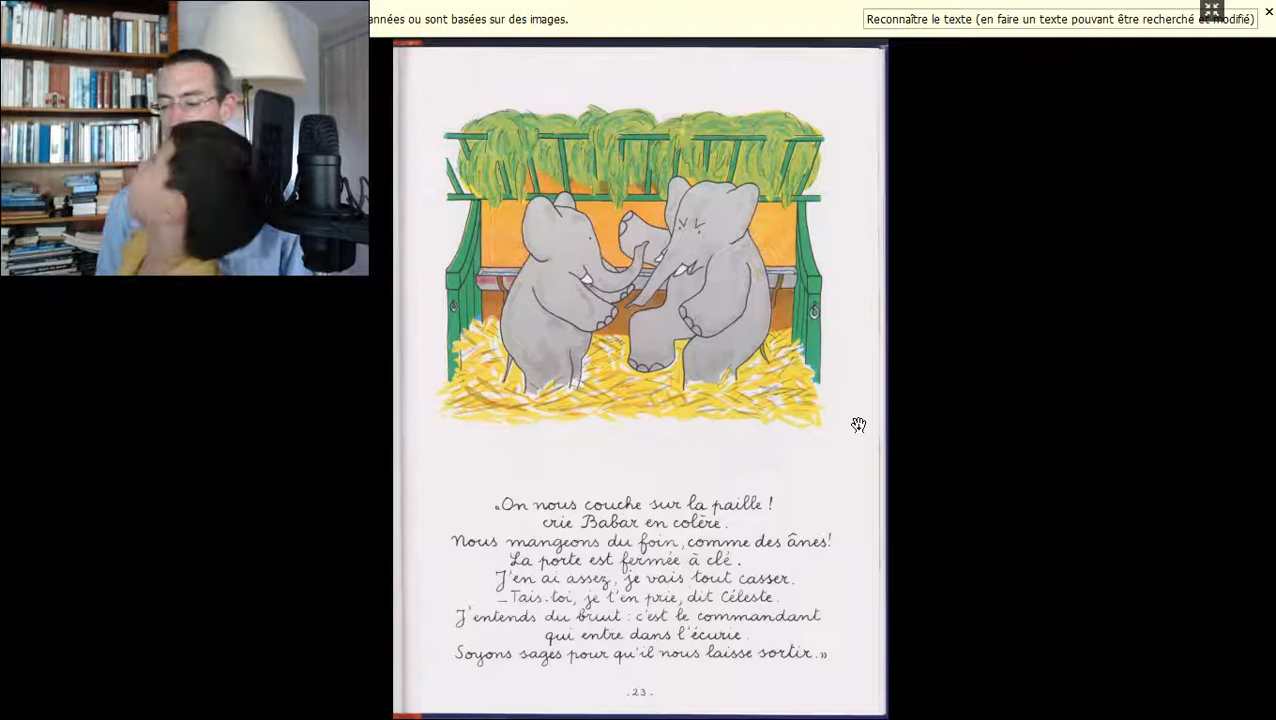 années ou sont basées sur des images.
Reconnaître le texte (en faire un texte pouvant être recherché et modifié)
«On nous couche sur la paille !
crie Babar en colère.
Nous mangeons du foin, comme des ânes!
La porte est fermée à clé.
J'en ai assez, je vais tout casser.
_Tais-toi, je t'en prie, dit Céleste.
J'entends du bruit : c'est le commandant
qui entre dans l'écurie.
Soyons sages pour qu'il nous laisse sortir.»
-23-